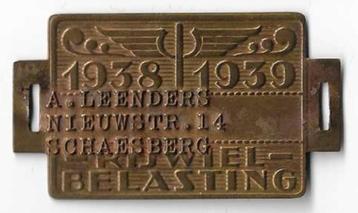 1938 1939
A. LEENDERS
NIEUWSTR. 14
SCHAESBERG
RIJWIEL-
BELASTING